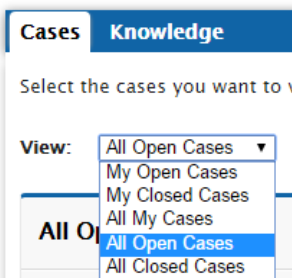 Cases Knowledge
Select the cases you want to
View: All Open Cases
My Open Cases
My Closed Cases
All My Cases
All Open Cases
All Closed Cases
All